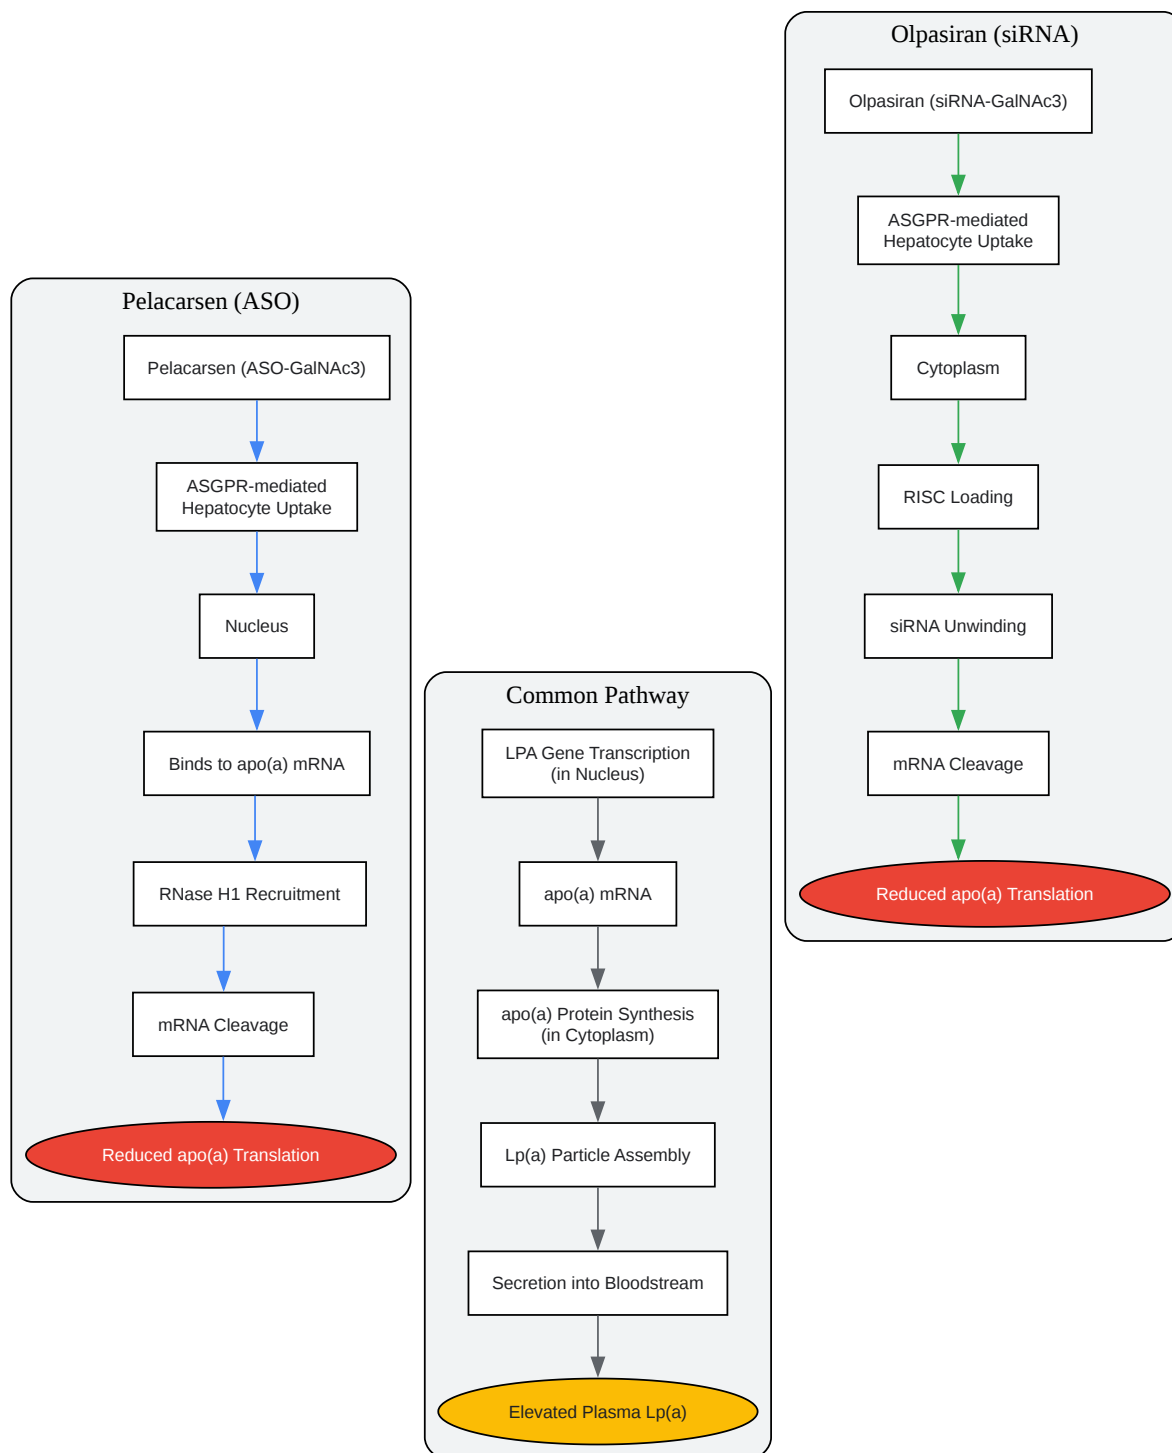 Pelacarsen (ASO)
Pelacarsen (ASO-GalNAc3)
ASGPR-mediated
Hepatocyte Uptake
Nucleus
Binds to apo(a) mRNA
RNase H1 Recruitment
mRNA Cleavage
Reduced apo(a) Translation
Common Pathway
LPA Gene Transcription
(in Nucleus)
apo(a) mRNA
apo(a) Protein Synthesis
(in Cytoplasm)
Lp(a) Particle Assembly
Secretion into Bloodstream
Elevated Plasma Lp(a)
Olpasiran (siRNA)
Olpasiran (siRNA-GalNAc3)
ASGPR-mediated
Hepatocyte Uptake
Cytoplasm
RISC Loading
siRNA Unwinding
mRNA Cleavage
Reduced apo(a) Translation